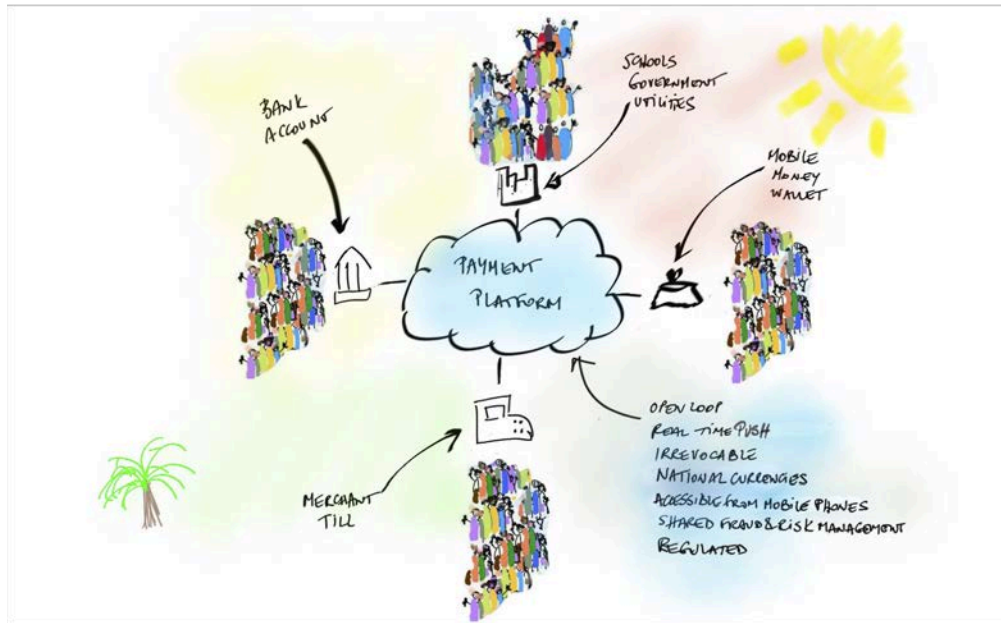 SCHOOLS
GOVERNMENT
UTILITIES
BANK
ACCOUNT
MOBILE
MONEY
WALLET
PAYMENT
PLATFORM
OPEN LOOP
REAL TIME PUSH
IRREVOCABLE
NATIONAL CURRENCIES
ACCESSIBLE FROM MOBILE PHONES
SHARED FRAUD & RISK MANAGEMENT
REGULATED
MERCHANT
TILL